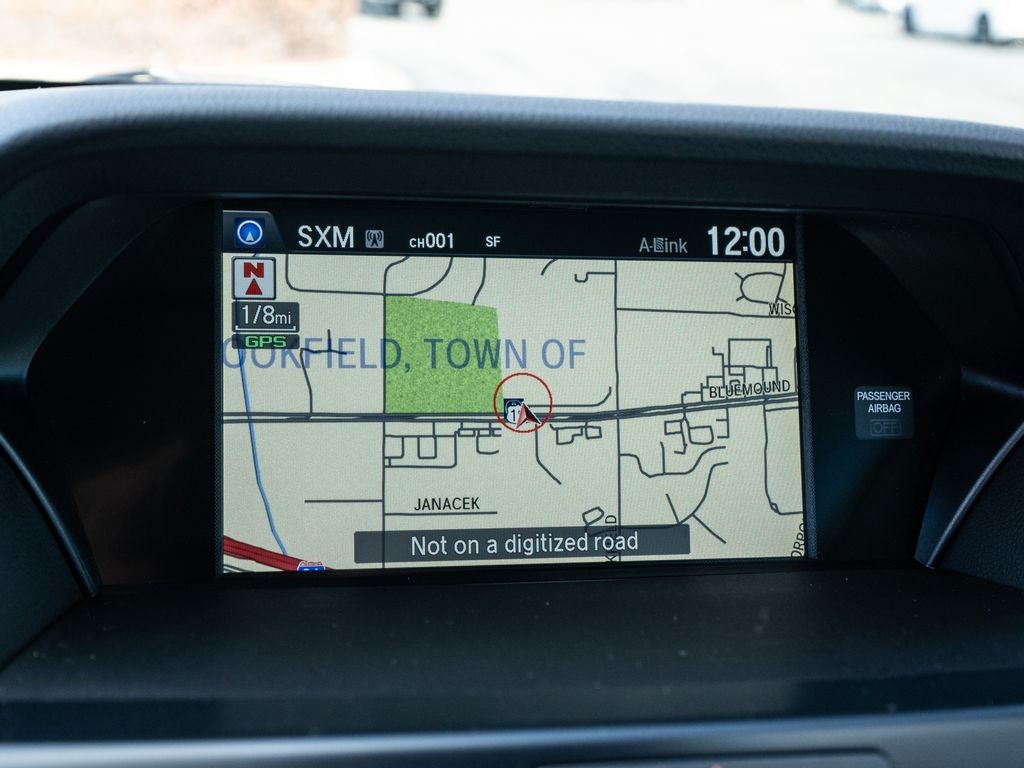 SXM CH001 SF A-Link 12:00
N
1/8mi
GPS
WISC
OOKFIELD, TOWN OF
BLUEMOUND
PASSENGER
AIRBAG
OFF
1
JANACEK
Not on a digitized road